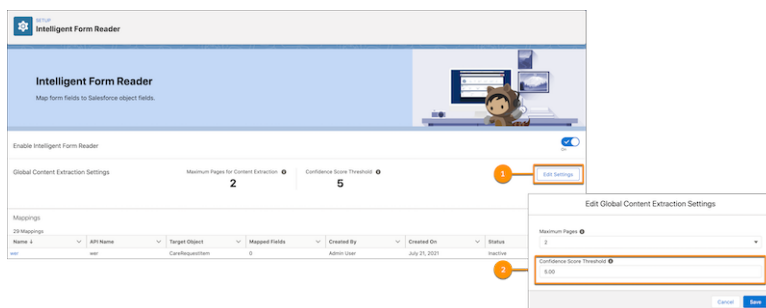 SETUP
Intelligent Form Reader
Intelligent Form Reader
Map form fields to Salesforce object fields.
Enable Intelligent Form Reader
On
Global Content Extraction Settings
Maximum Pages for Content Extraction
2
Confidence Score Threshold
5
1
Edit Settings
Mappings
29 Mappings
Name API Name Target Object Mapped Fields Created By Created On Status
wer wer CareRequestItem 0 Admin User July 21, 2021 Inactive
Edit Global Content Extraction Settings
Maximum Pages
2
2
Confidence Score Threshold
5.00
Cancel Save